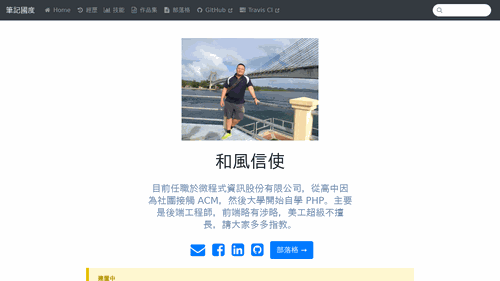 筆記國度 Home 經歷 技能 作品集 部落格 GitHub Travis CI
和風信使
目前任職於微程式資訊股份有限公司，從高中因
為社團接觸 ACM，然後大學開始自學 PHP。主要
是後端工程師，前端略有涉略，美工超級不擅
長，請大家多多指教。
部落格 →
施工中